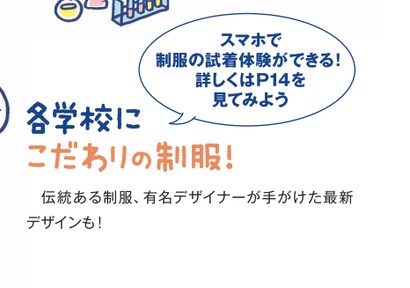 スマホで
制服の試着体験ができる!
詳しくはP14を
見てみよう
各学校に
こだわりの制服!
伝統ある制服、有名デザイナーが手がけた最新
デザインも!